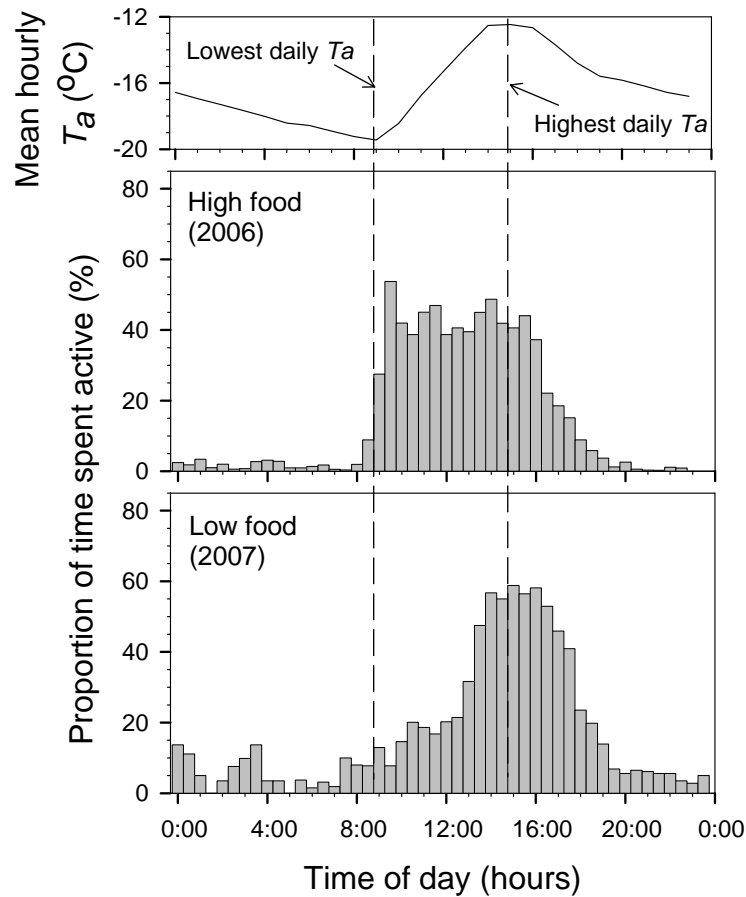 Mean hourly
Ta (ºC)
-12
-16
-20
Lowest daily Ta
Highest daily Ta
Proportion of time spent active (%)
80
60
40
20
0
High food
(2006)
80
60
40
20
0
Low food
(2007)
0:00 4:00 8:00 12:00 16:00 20:00 0:00
Time of day (hours)